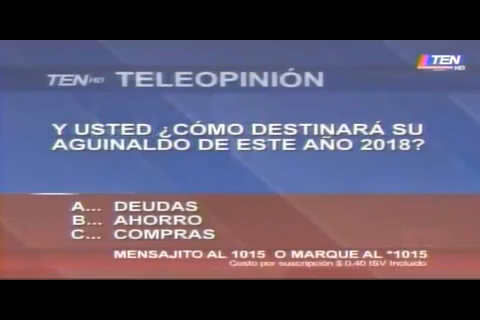 TEN HD
TEN HD TELEOPINIÓN
Y USTED ¿CÓMO DESTINARÁ SU
AGUINALDO DE ESTE AÑO 2018?
A... DEUDAS
B... AHORRO
C... COMPRAS
MENSAJITO AL 1015 O MARQUE AL *1015
Costo por suscripción $ 0.40 ISV Incluido